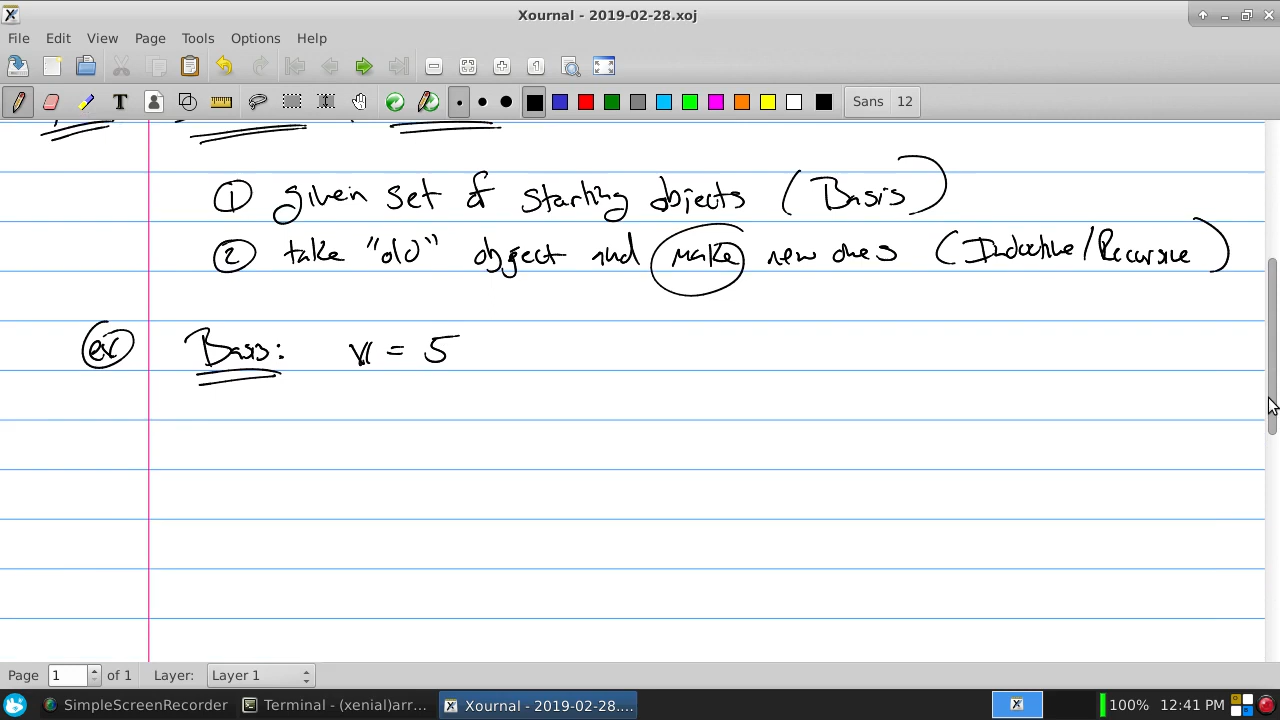 Xournal - 2019-02-28.xoj
File Edit View Page Tools Options Help
Sans 12
① given set of starting objects (Basis)
② take "old" object and make new ones (Inductive/Recursive)
ex Basis: = 5
Page 1 of 1 Layer: Layer 1
SimpleScreenRecorder Terminal - (xenial)arr... Xournal - 2019-02-28.... 100% 12:41 PM